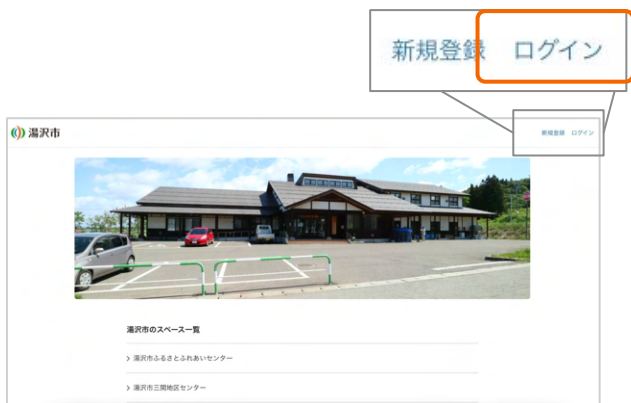 新規登録 ログイン
湯沢市
新規登録 ログイン
湯沢市のスペース一覧
湯沢市ふるさとふれあいセンター
湯沢市三関地区センター